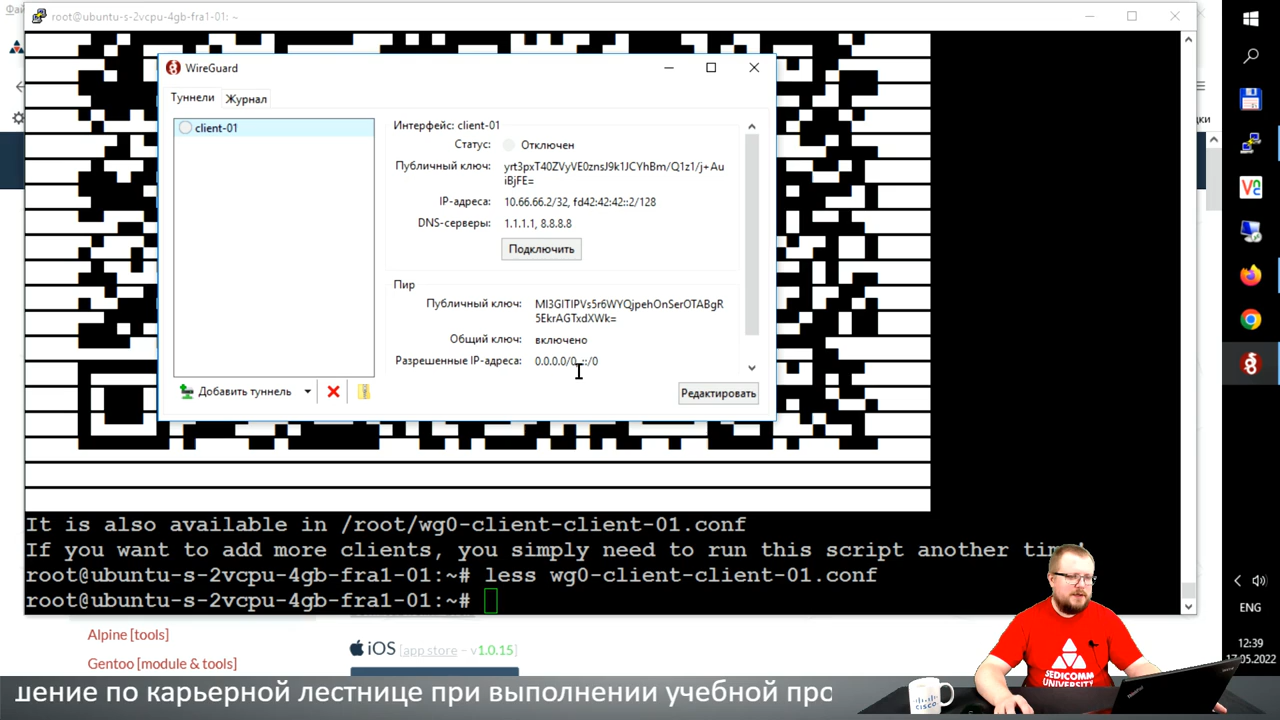 root@ubuntu-s-2vcpu-4gb-fra1-01: ~
WireGuard
Туннели
Журнал
client-01
Интерфейс: client-01
Статус: Отключен
Публичный ключ: yrt3pxT40ZVyVE0znsJ9k1JCYhBm/Q1z1/j+Au
iBjFE=
IP-адреса: 10.66.66.2/32, fd42:42:42::2/128
DNS-серверы: 1.1.1.1, 8.8.8.8
Подключить
Пир
Публичный ключ: MI3GITIPVs5r6WYQjpehOnSerOTABgR
5EkrAGTxdXWk=
Общий ключ: включено
Разрешенные IP-адреса: 0.0.0.0/0, ::/0
Добавить туннель
Редактировать
It is also available in /root/wg0-client-client-01.conf
If you want to add more clients, you simply need to run this script another time!
root@ubuntu-s-2vcpu-4gb-fra1-01:~# less wg0-client-client-01.conf
root@ubuntu-s-2vcpu-4gb-fra1-01:~#
Alpine [tools]
Gentoo [module & tools]
iOS [app store – v1.0.15]
ENG
12:39
17.05.2022
SEDICOMM
UNIVERSITY
CISCO
шение по карьерной лестнице при выполнении учебной про